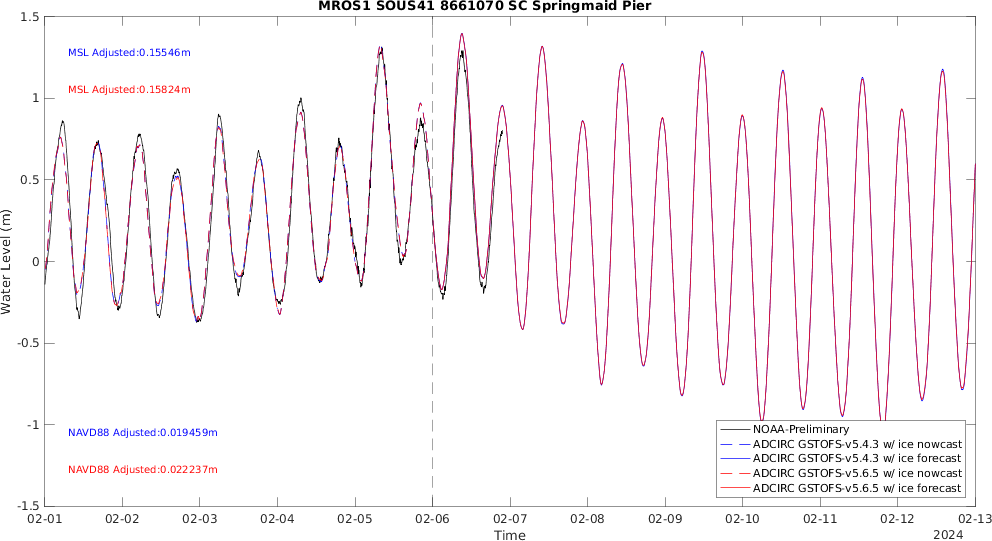 MROS1 SOUS41 8661070 SC Springmaid Pier
1.5
1
0.5
0
-0.5
-1
-1.5
Water Level (m)
MSL Adjusted:0.15546m
MSL Adjusted:0.15824m
NAVD88 Adjusted:0.019459m
NAVD88 Adjusted:0.022237m
NOAA-Preliminary
ADCIRC GSTOFS-v5.4.3 w/ ice nowcast
ADCIRC GSTOFS-v5.4.3 w/ ice forecast
ADCIRC GSTOFS-v5.6.5 w/ ice nowcast
ADCIRC GSTOFS-v5.6.5 w/ ice forecast
02-01 02-02 02-03 02-04 02-05 02-06 02-07 02-08 02-09 02-10 02-11 02-12 02-13
Time
2024